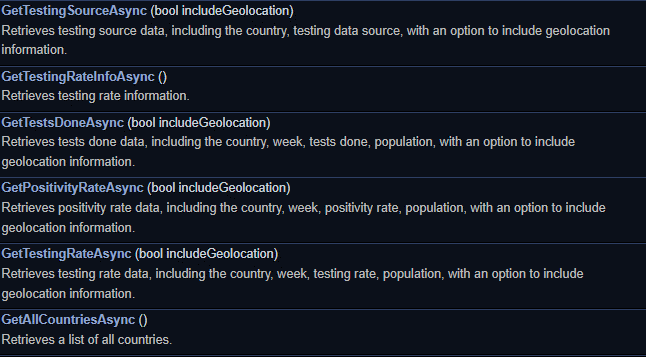 GetTestingSourceAsync (bool includeGeolocation)
Retrieves testing source data, including the country, testing data source, with an option to include geolocation
information.
GetTestingRateInfoAsync ()
Retrieves testing rate information.
GetTestsDoneAsync (bool includeGeolocation)
Retrieves tests done data, including the country, week, tests done, population, with an option to include
geolocation information.
GetPositivityRateAsync (bool includeGeolocation)
Retrieves positivity rate data, including the country, week, positivity rate, population, with an option to include
geolocation information.
GetTestingRateAsync (bool includeGeolocation)
Retrieves testing rate data, including the country, week, testing rate, population, with an option to include
geolocation information.
GetAllCountriesAsync ()
Retrieves a list of all countries.